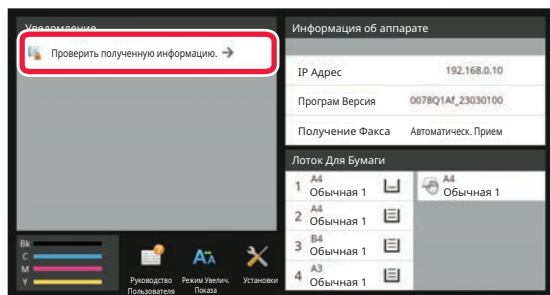 Уведомление
Проверить полученную информацию. →
Bk
C
M
Y
Руководство Пользователя
Режим Увелич. Показа
Установки
Информация об аппарате
IP Адрес 192.168.0.10
Програм Версия 0078Q1Af_23030100
Получение Факса Автоматическ. Прием
Лоток Для Бумаги
1 A4 Обычная 1
A4 Обычная 1
2 A4 Обычная 1
3 B4 Обычная 1
4 A3 Обычная 1